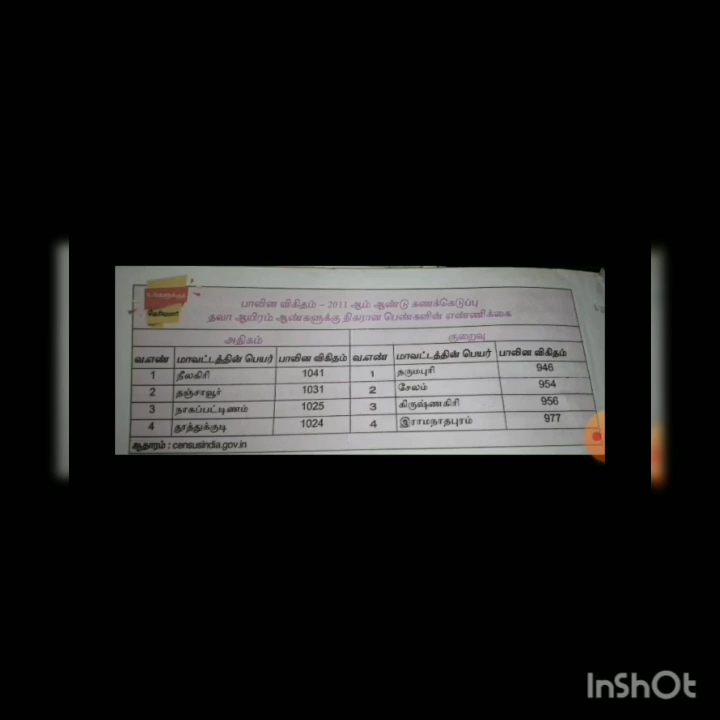 உங்களுக்குத்
தெரியுமா?
பாலின விகிதம் – 2011 ஆம் ஆண்டு கணக்கெடுப்பு
தலா ஆயிரம் ஆண்களுக்கு நிகரான பெண்களின் எண்ணிக்கை
அதிகம் குறைவு
வ.எண் மாவட்டத்தின் பெயர் பாலின விகிதம் வ.எண் மாவட்டத்தின் பெயர் பாலின விகிதம்
1 நீலகிரி 1041 1 தருமபுரி 946
2 தஞ்சாவூர் 1031 2 சேலம் 954
3 நாகப்பட்டிணம் 1025 3 கிருஷ்ணகிரி 956
4 தூத்துக்குடி 1024 4 இராமநாதபுரம் 977
ஆதாரம் : censusindia.gov.in
InShOt